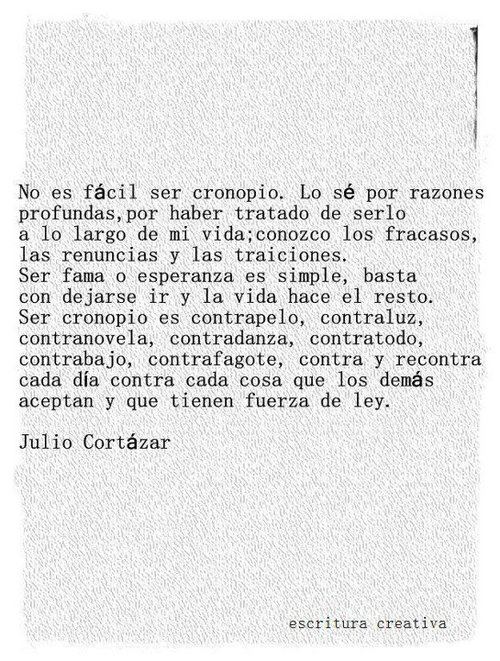 No es fácil ser cronopio. Lo sé por razones
profundas,por haber tratado de serlo
a lo largo de mi vida;conozco los fracasos,
las renuncias y las traiciones.
Ser fama o esperanza es simple, basta
con dejarse ir y la vida hace el resto.
Ser cronopio es contrapelo, contraluz,
contranovela, contradanza, contratodo,
contrabajo, contrafagote, contra y recontra
cada día contra cada cosa que los demás
aceptan y que tienen fuerza de ley.
Julio Cortázar
escritura creativa